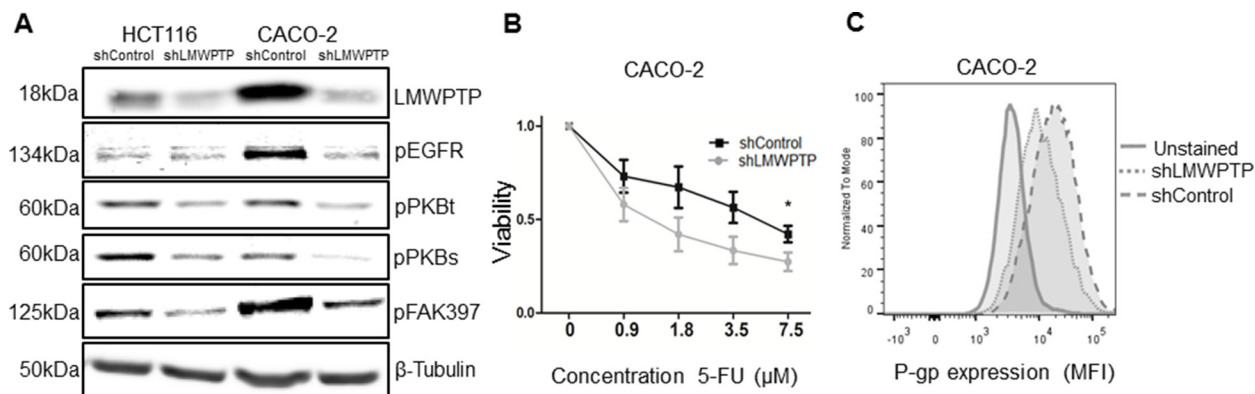 A
HCT116 CACO-2
shControl shLMWPTP shControl shLMWPTP
18kDa LMWPTP
134kDa pEGFR
60kDa pPKBt
60kDa pPKBs
125kDa pFAK397
50kDa β-Tubulin
B
CACO-2
shControl
shLMWPTP
Viability
1.0
0.5
0.0
*
0 0.9 1.8 3.5 7.5
Concentration 5-FU (µM)
C
CACO-2
Normalized To Mode
100
80
60
40
20
0
-10³ 0 10³ 10⁴ 10⁵
P-gp expression (MFI)
Unstained
shLMWPTP
shControl